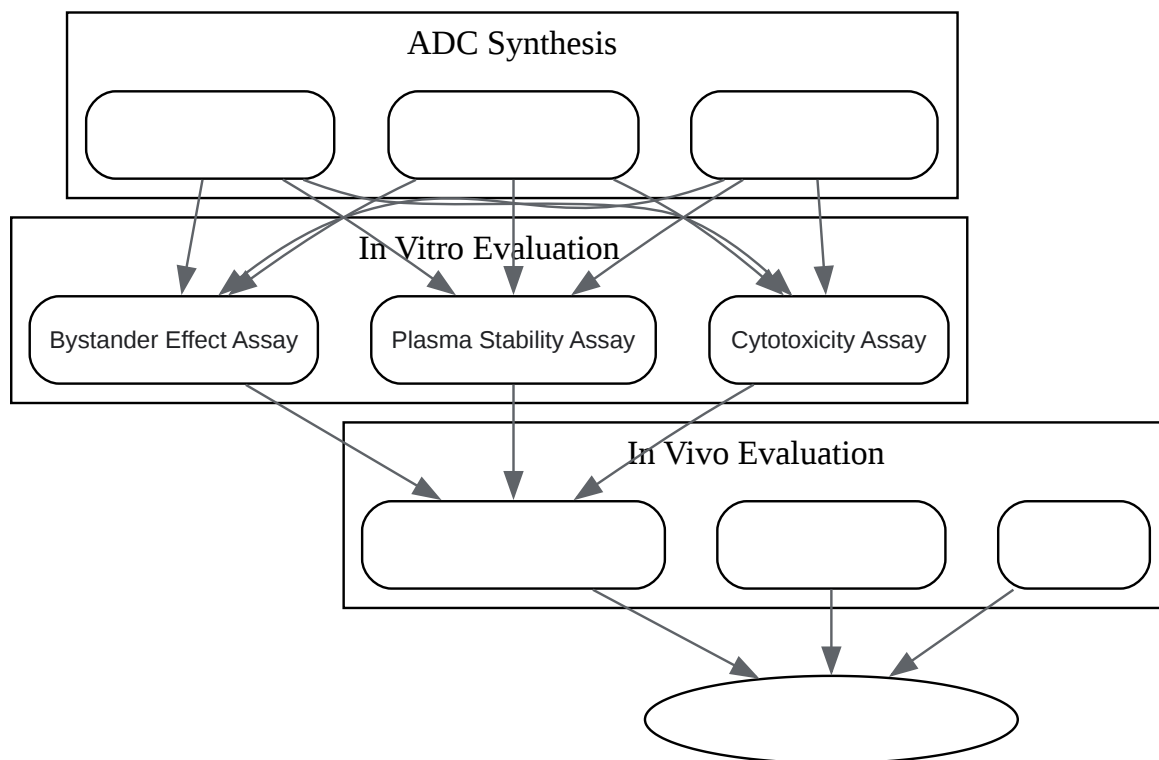 ADC Synthesis
In Vitro Evaluation
Bystander Effect Assay
Plasma Stability Assay
Cytotoxicity Assay
In Vivo Evaluation